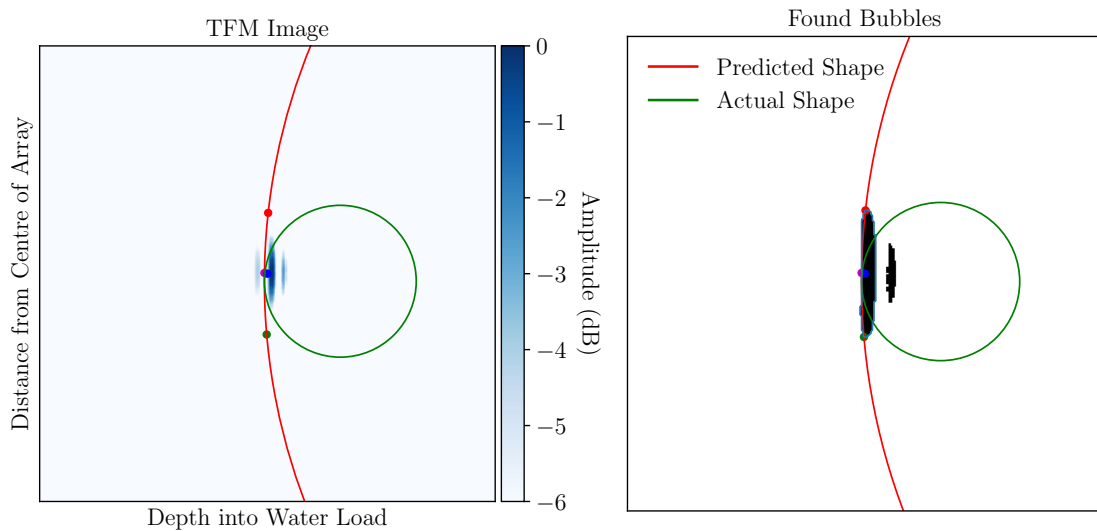 TFM Image
Distance from Centre of Array
Depth into Water Load
0
−1
−2
−3
−4
−5
−6
Amplitude (dB)
Found Bubbles
Predicted Shape
Actual Shape